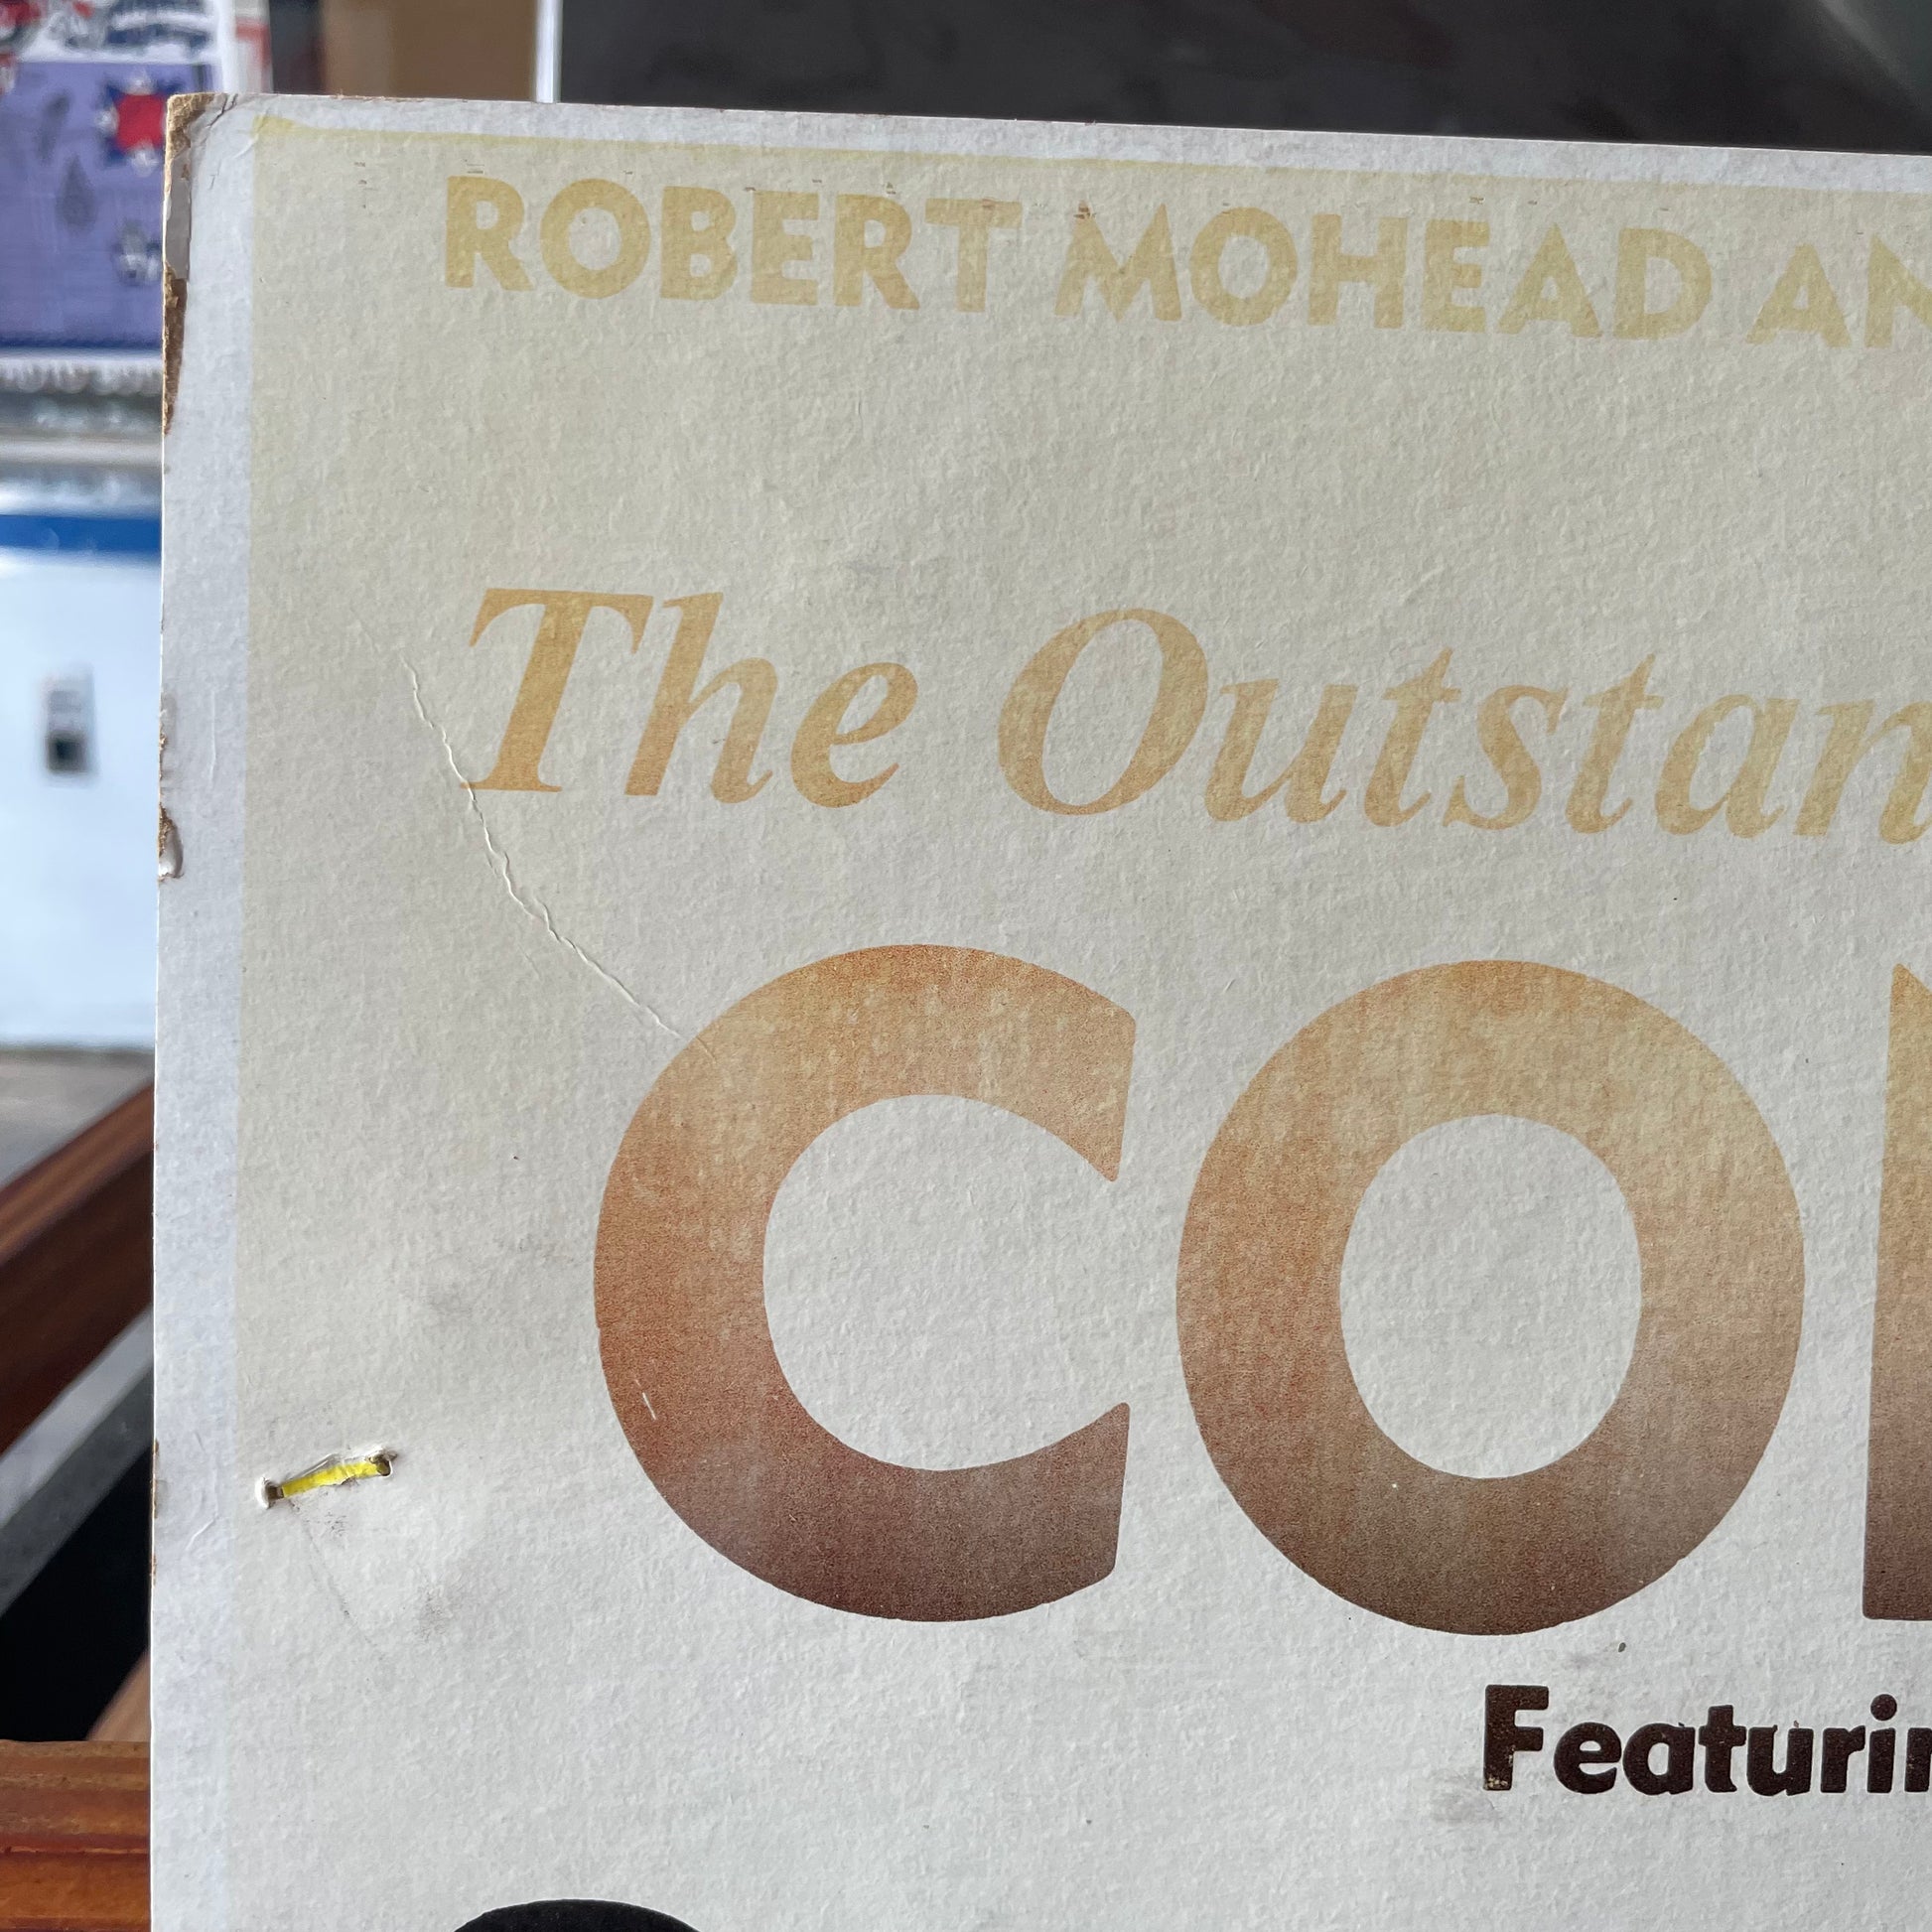 ROBERT MOHEAD AN
The Outstan
CO
Featurin